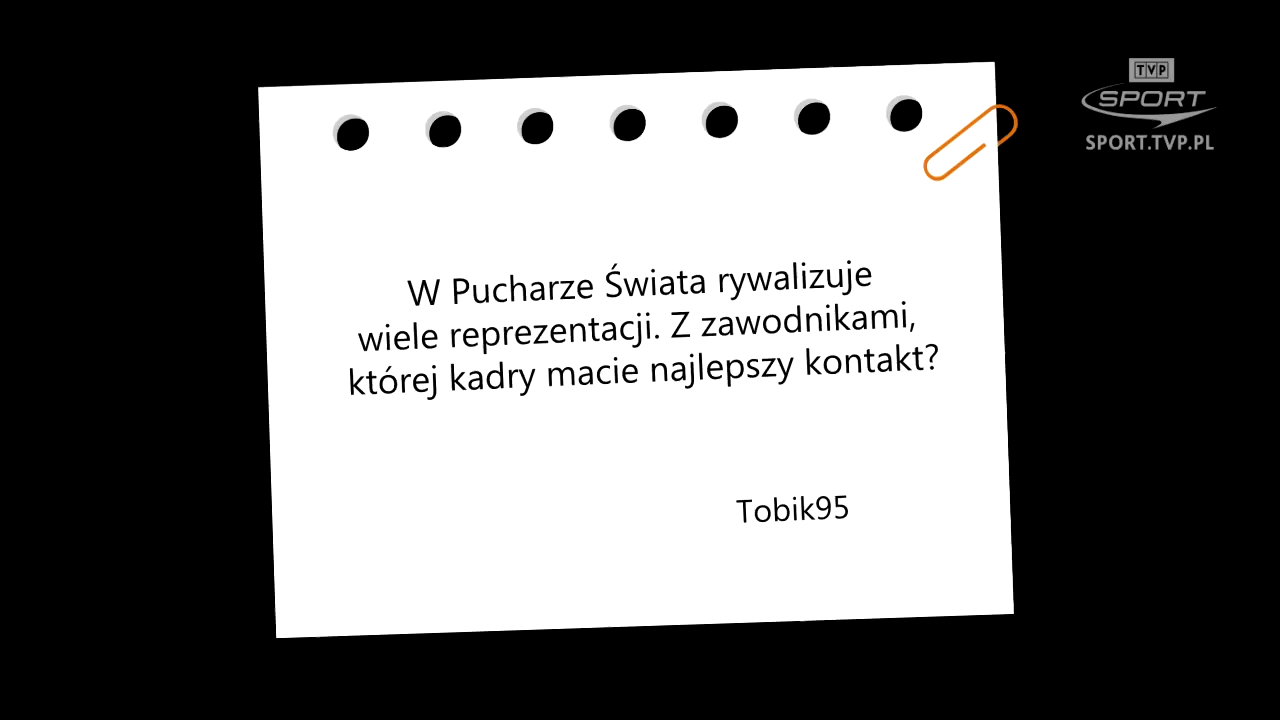 TVP
SPORT
SPORT.TVP.PL
W Pucharze Świata rywalizuje
wiele reprezentacji. Z zawodnikami,
której kadry macie najlepszy kontakt?
Tobik95